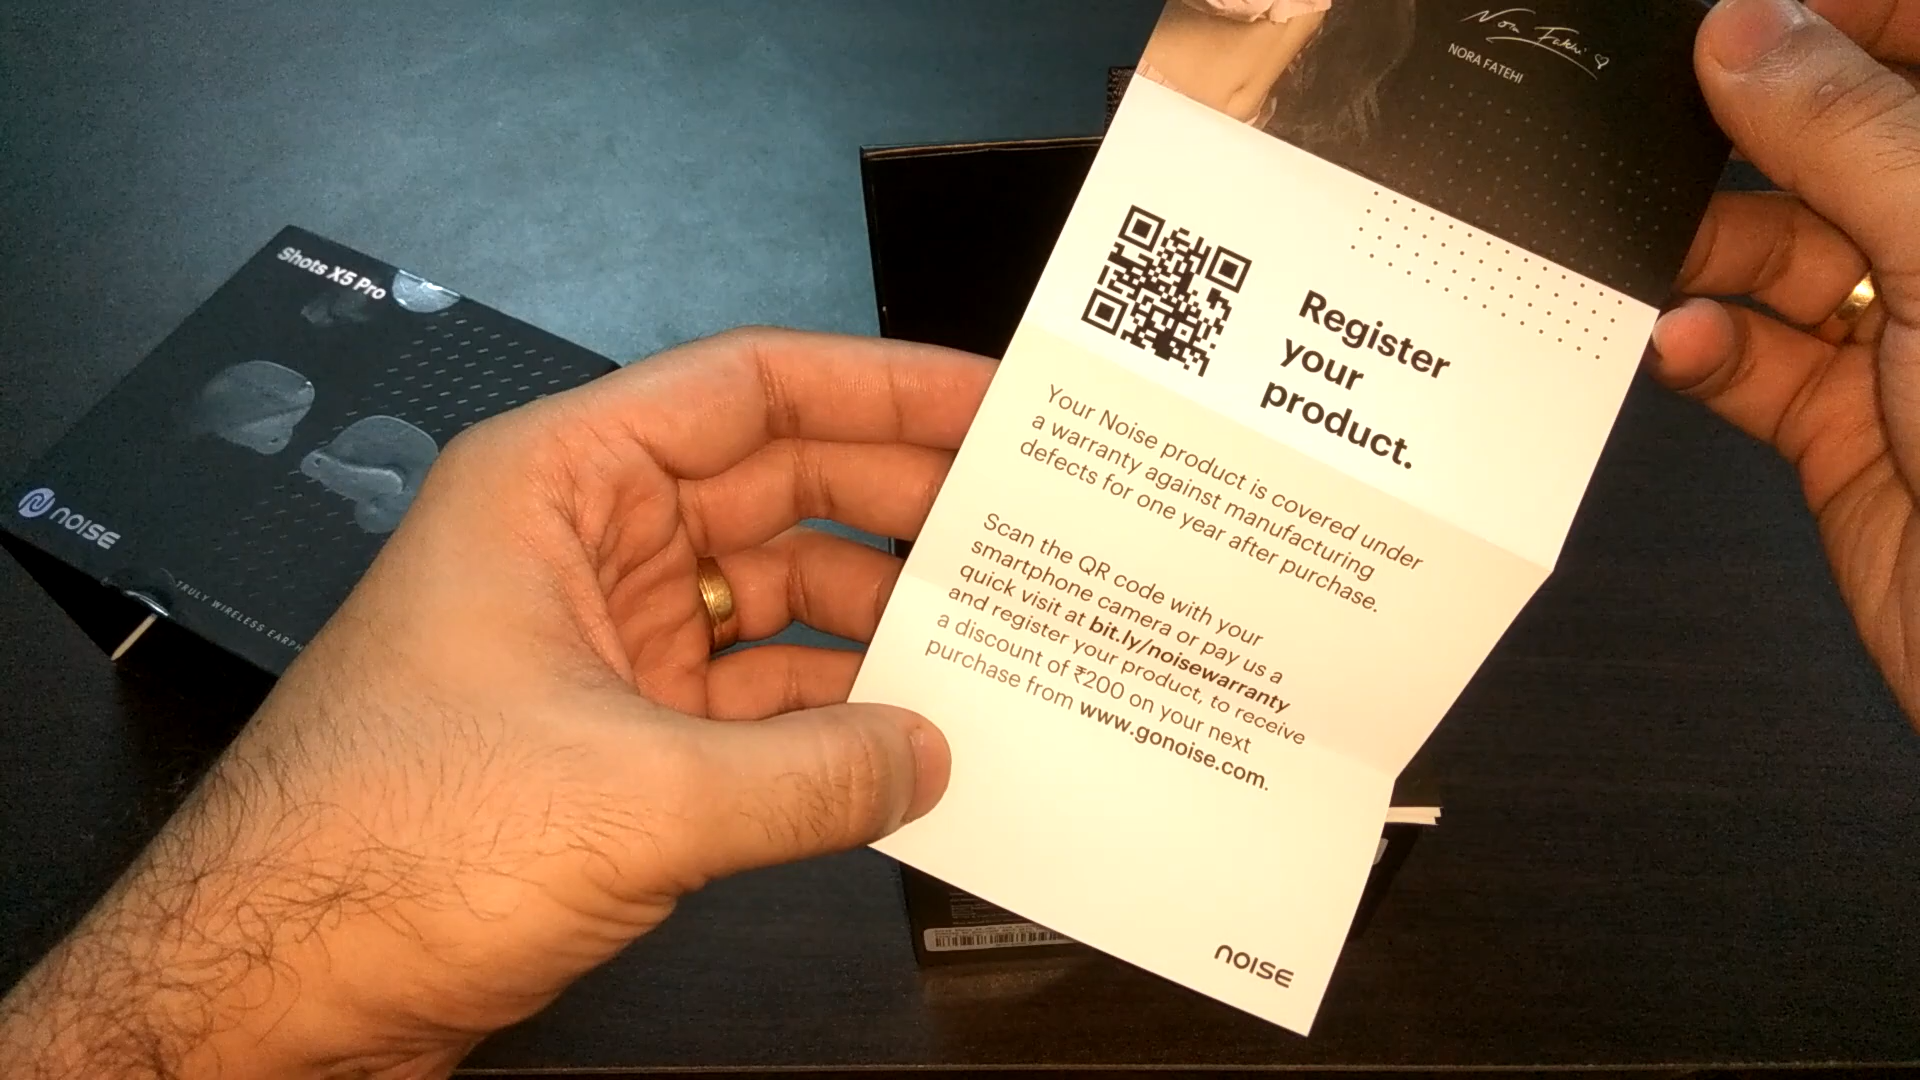 Nora Fatehi
NORA FATEHI
Register
your
product.
Your Noise product is covered under
a warranty against manufacturing
defects for one year after purchase.
Scan the QR code with your
smartphone camera or pay us a
quick visit at bit.ly/noisewarranty
and register your product, to receive
a discount of ₹200 on your next
purchase from www.gonoise.com.
NOISE
Shots X5 Pro
NOISE
TRULY WIRELESS